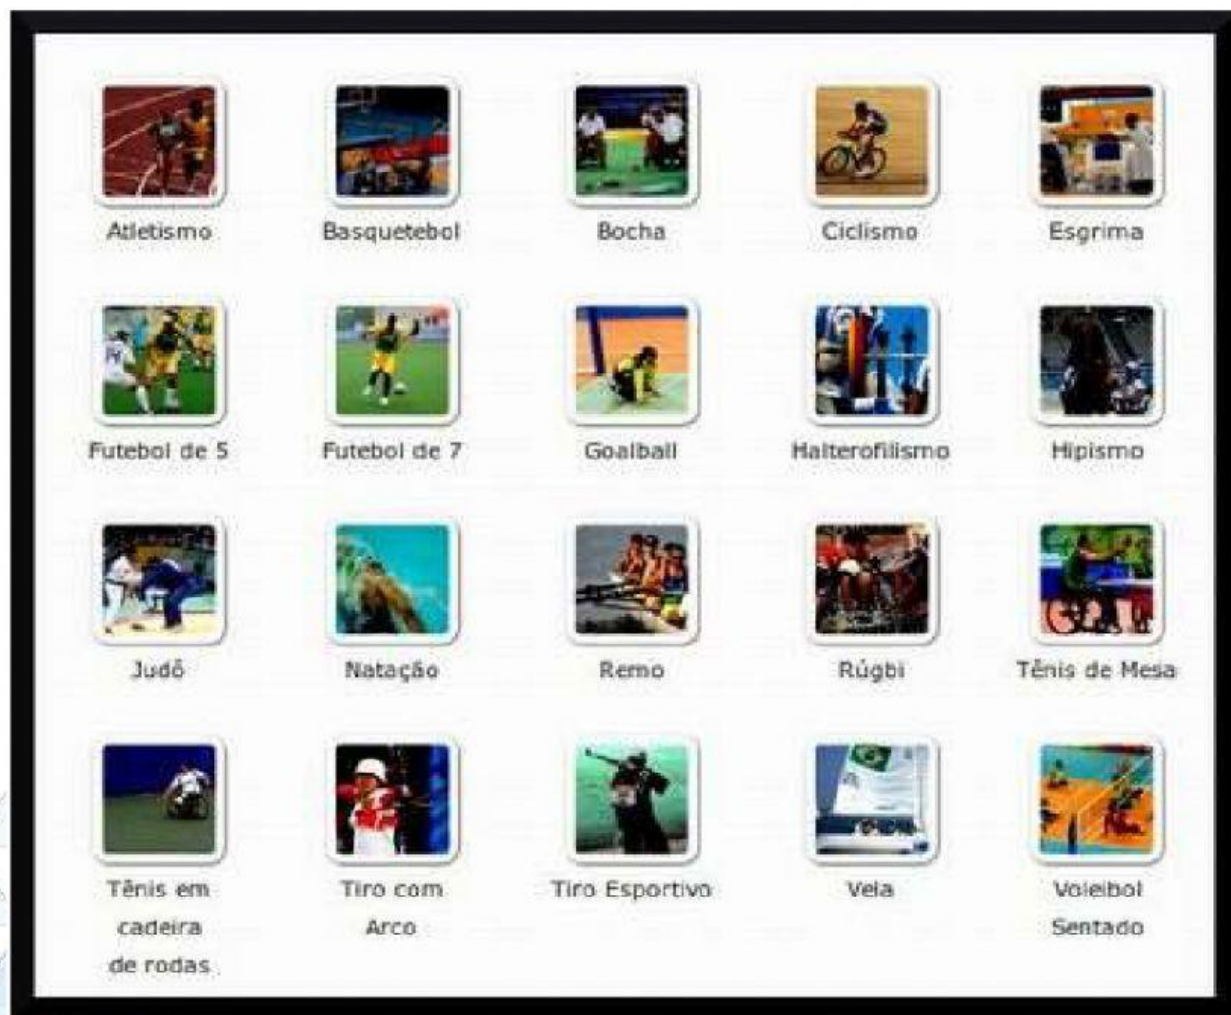 Atletismo
Basquetebol
Bocha
Ciclismo
Esgrima
Futebol de 5
Futebol de 7
Goalball
Halterofilismo
Hipismo
Judô
Natação
Remo
Rúgbi
Tênis de Mesa
Tênis em
cadeira
de rodas
Tiro com
Arco
Tiro Esportivo
Vela
Voleibol
Sentado